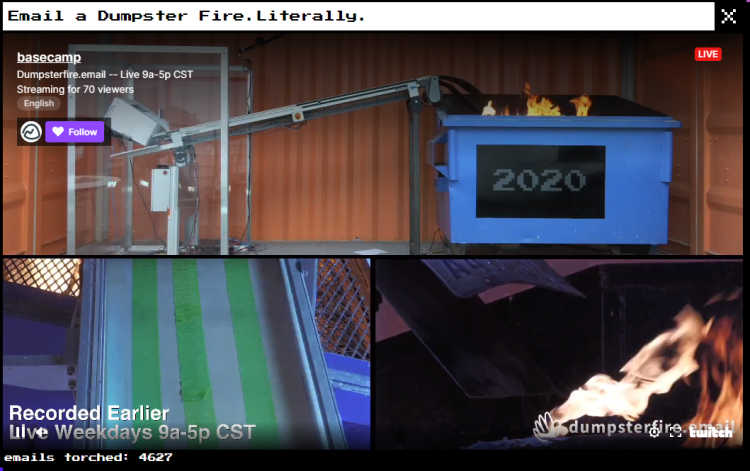 Email a Dumpster Fire.Literally.
basecamp
LIVE
Dumpsterfire.email -- Live 9a-5p CST
Streaming for 70 viewers
English
Follow
2020
Recorded Earlier
Live Weekdays 9a-5p CST
dumpsterfire.email
twitch
emails torched: 4627